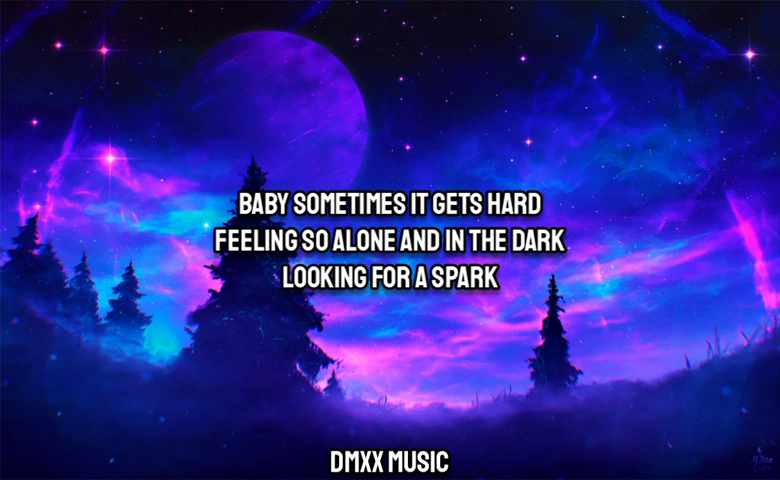 BABY SOMETIMES IT GETS HARD
FEELING SO ALONE AND IN THE DARK
LOOKING FOR A SPARK
DMXX MUSIC